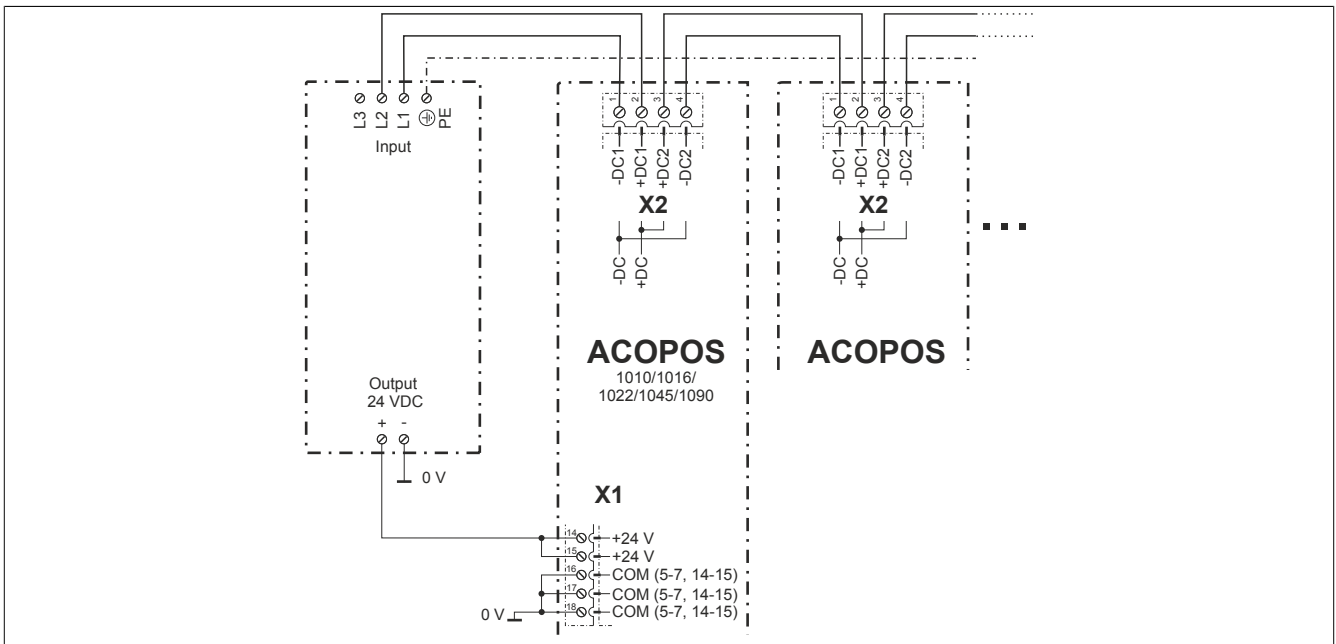 L3
L2
L1
PE
Input
Output
24 VDC
+ -
0 V
1 2 3 4
-DC1
+DC1
+DC2
-DC2
X2
-DC
+DC
ACOPOS
1010/1016/
1022/1045/1090
X1
14 +24 V
15 +24 V
16 COM (5-7, 14-15)
17 COM (5-7, 14-15)
18 COM (5-7, 14-15)
0 V
1 2 3 4
-DC1
+DC1
+DC2
-DC2
X2
-DC
+DC
ACOPOS
...